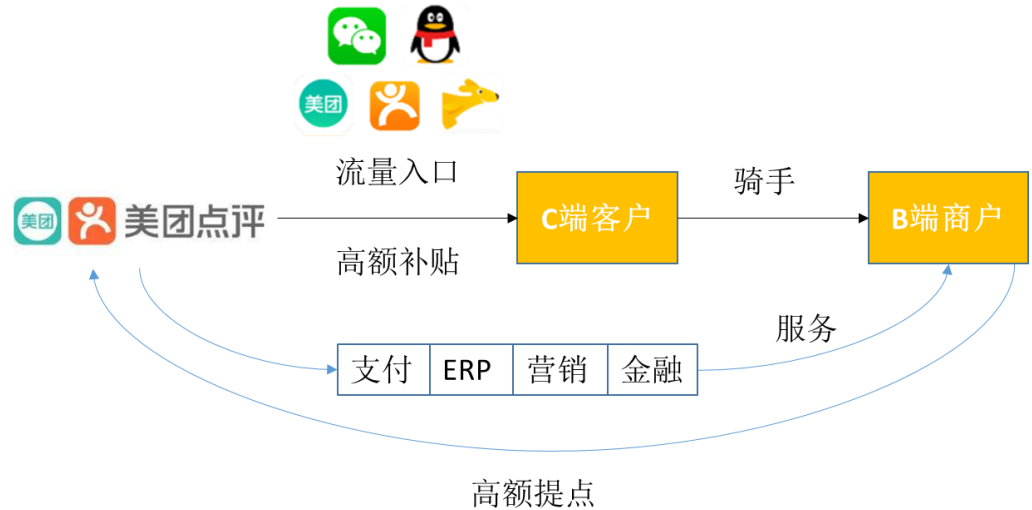 美团
流量入口
骑手
美团
美团点评
C端客户
B端商户
高额补贴
服务
支付
ERP
营销
金融
高额提点